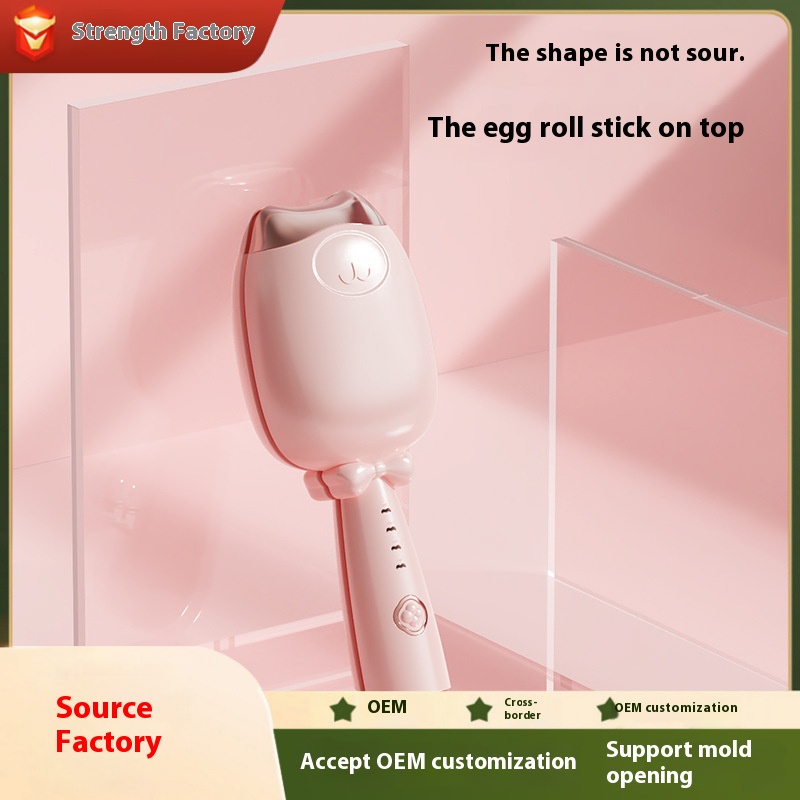 Strength Factory
The shape is not sour.
The egg roll stick on top
Source
Factory
OEM
Cross-
border
OEM customization
Accept OEM customization
Support mold
opening